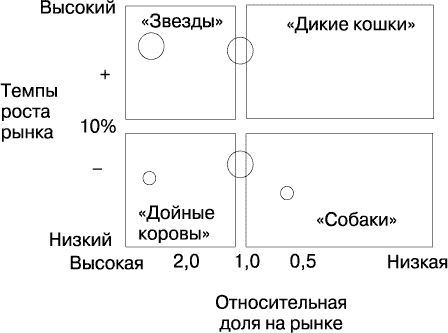 Высокий
«Звезды»
«Дикие кошки»
+
Темпы
роста
рынка
10%
–
«Дойные
коровы»
«Собаки»
Низкий
Высокая 2,0 1,0 0,5 Низкая
Относительная
доля на рынке